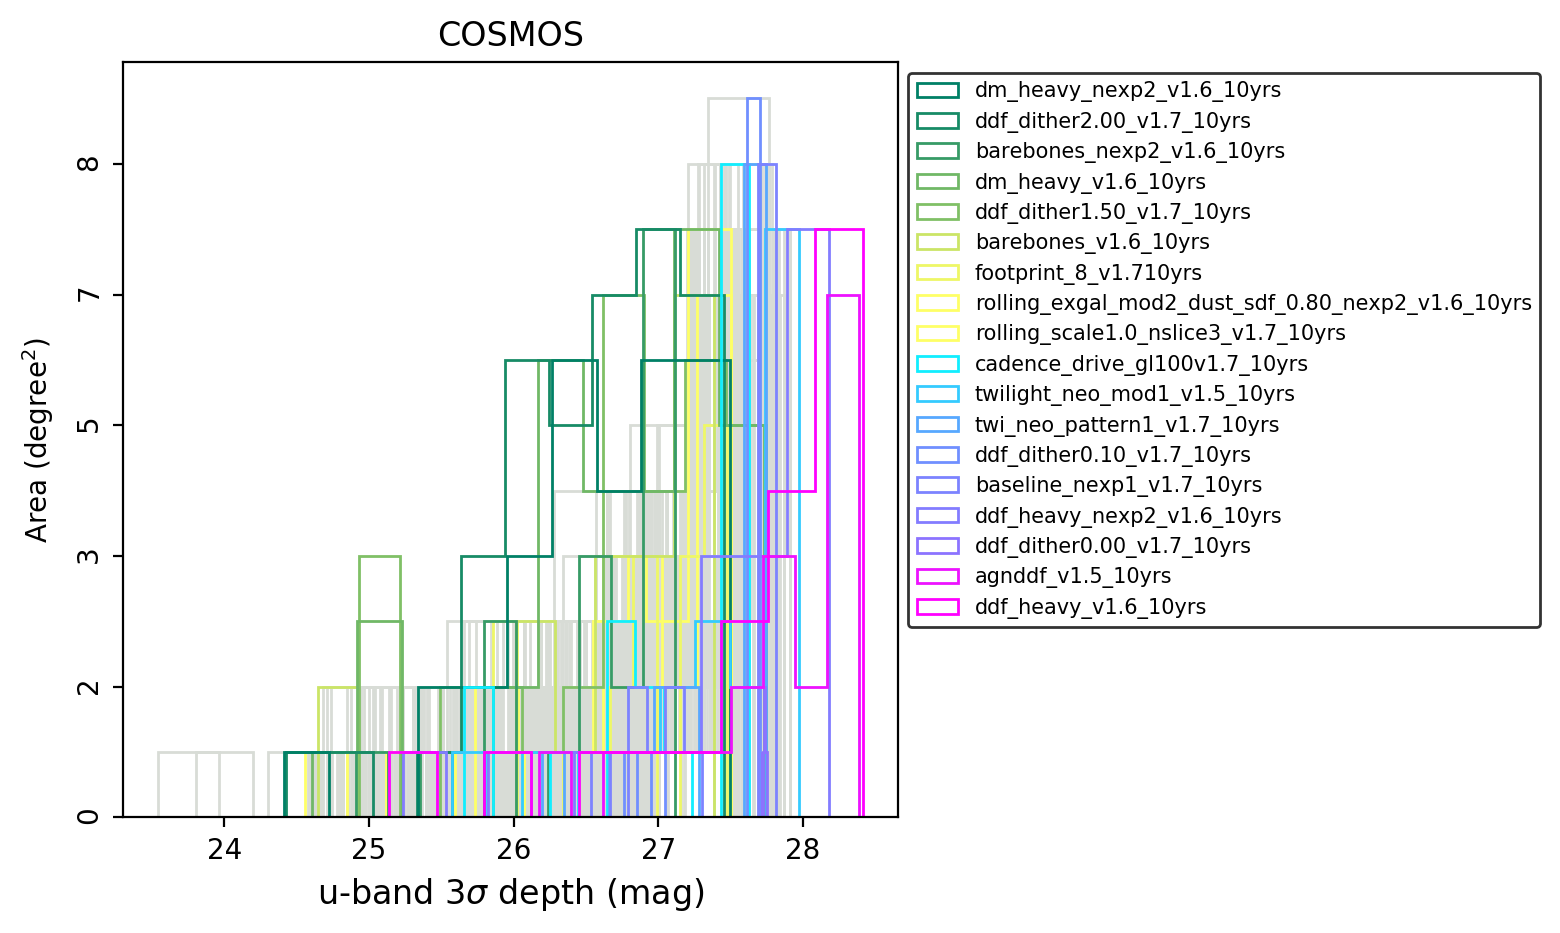 COSMOS
Area (degree²)
8
7
5
3
2
0
24 25 26 27 28
u-band 3σ depth (mag)
dm_heavy_nexp2_v1.6_10yrs
ddf_dither2.00_v1.7_10yrs
barebones_nexp2_v1.6_10yrs
dm_heavy_v1.6_10yrs
ddf_dither1.50_v1.7_10yrs
barebones_v1.6_10yrs
footprint_8_v1.710yrs
rolling_exgal_mod2_dust_sdf_0.80_nexp2_v1.6_10yrs
rolling_scale1.0_nslice3_v1.7_10yrs
cadence_drive_gl100v1.7_10yrs
twilight_neo_mod1_v1.5_10yrs
twi_neo_pattern1_v1.7_10yrs
ddf_dither0.10_v1.7_10yrs
baseline_nexp1_v1.7_10yrs
ddf_heavy_nexp2_v1.6_10yrs
ddf_dither0.00_v1.7_10yrs
agnddf_v1.5_10yrs
ddf_heavy_v1.6_10yrs